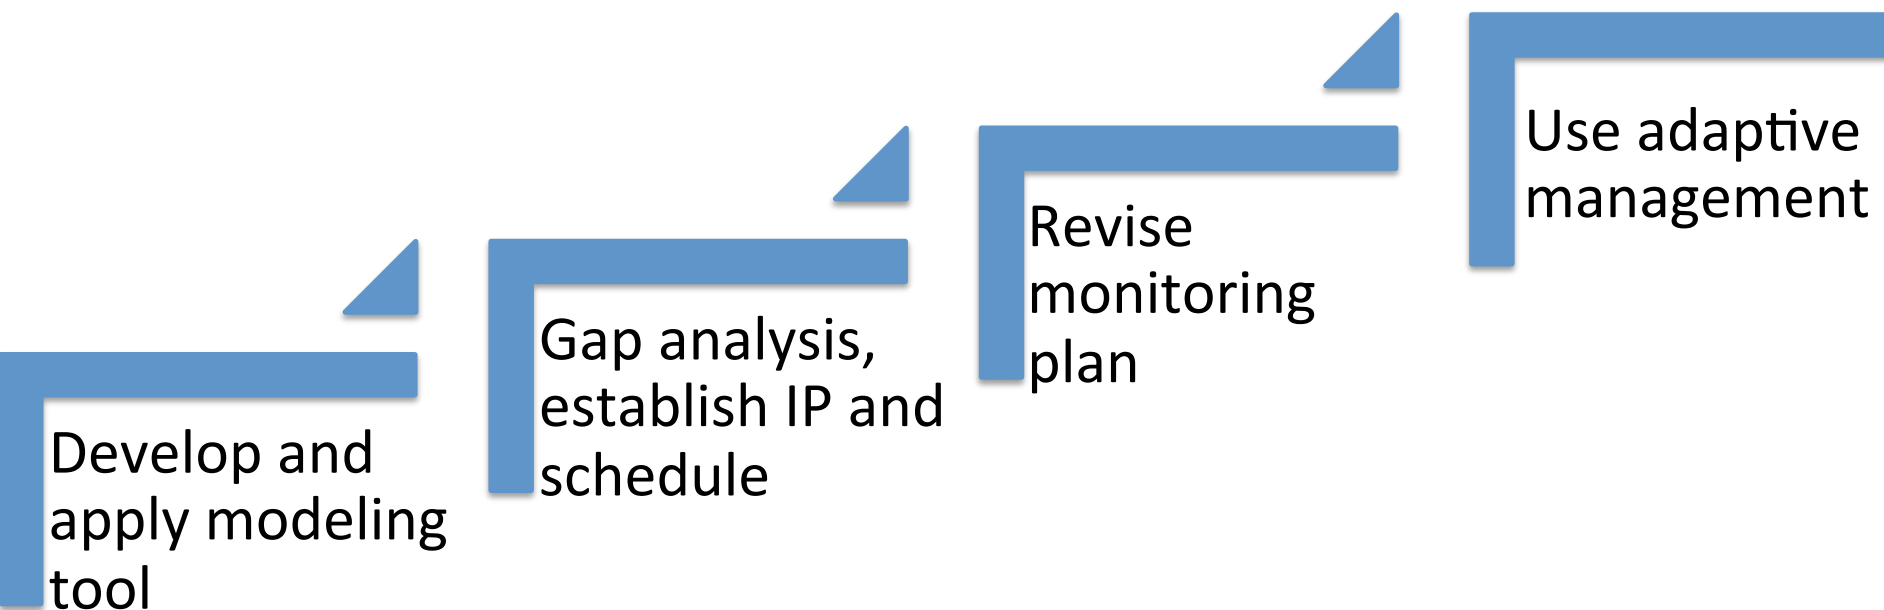 Develop and
apply modeling
tool
Gap analysis,
establish IP and
schedule
Revise
monitoring
plan
Use adaptive
management